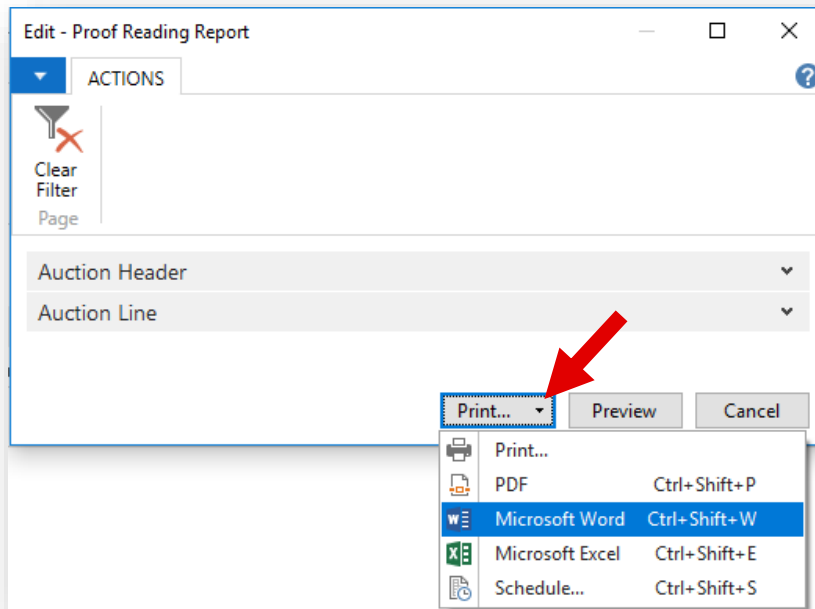 Edit - Proof Reading Report
ACTIONS
?
Clear
Filter
Page
Auction Header
Auction Line
Print... Preview Cancel
Print...
PDF Ctrl+Shift+P
Microsoft Word Ctrl+Shift+W
Microsoft Excel Ctrl+Shift+E
Schedule... Ctrl+Shift+S